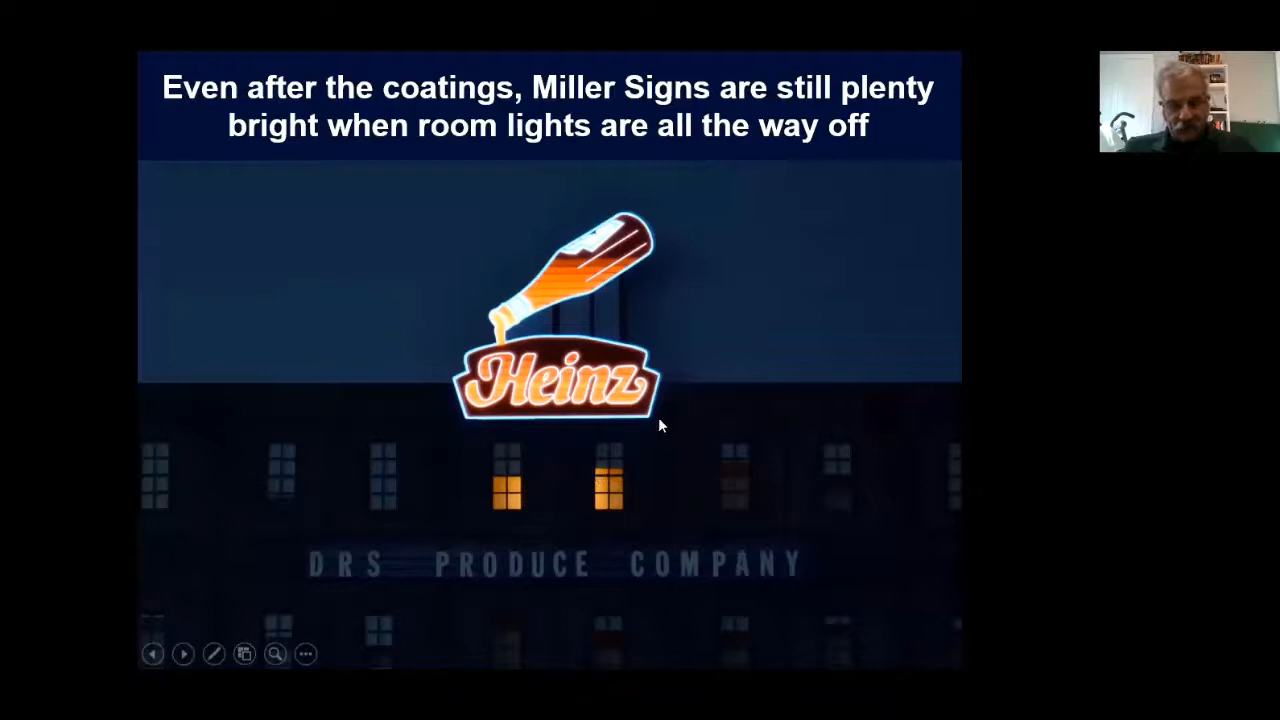 Even after the coatings, Miller Signs are still plenty
bright when room lights are all the way off
Heinz
DRS PRODUCE COMPANY